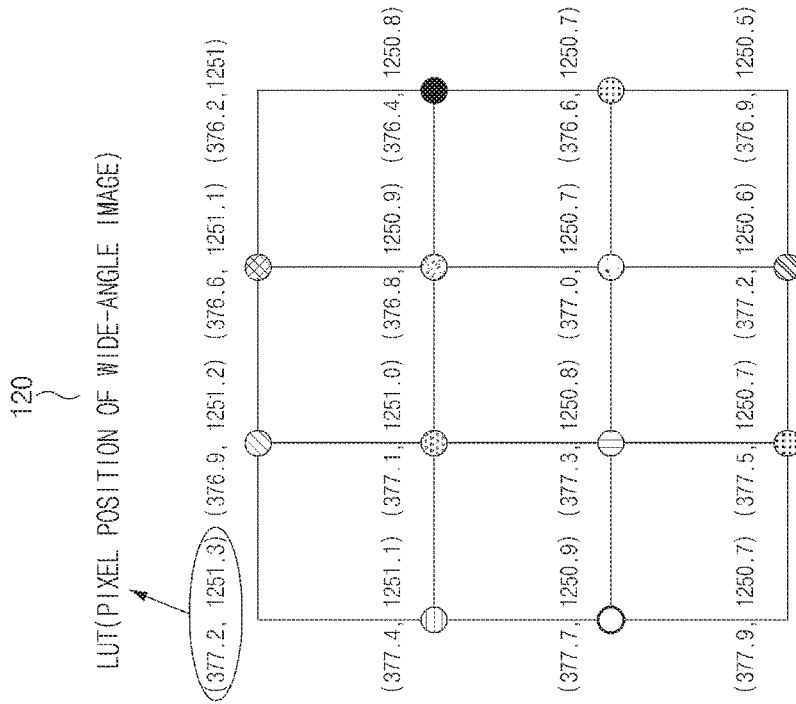 120
LUT(PIXEL POSITION OF WIDE-ANGLE IMAGE)
(377.2, 1251.3) (376.9, 1251.2) (376.6, 1251.1) (376.2, 1251)
(377.4, 1251.1) (377.1, 1251.0) (376.8, 1250.9) (376.4, 1250.8)
(377.7, 1250.9) (377.3, 1250.8) (377.0, 1250.7) (376.6, 1250.7)
(377.9, 1250.7) (377.5, 1250.7) (377.2, 1250.6) (376.9, 1250.5)